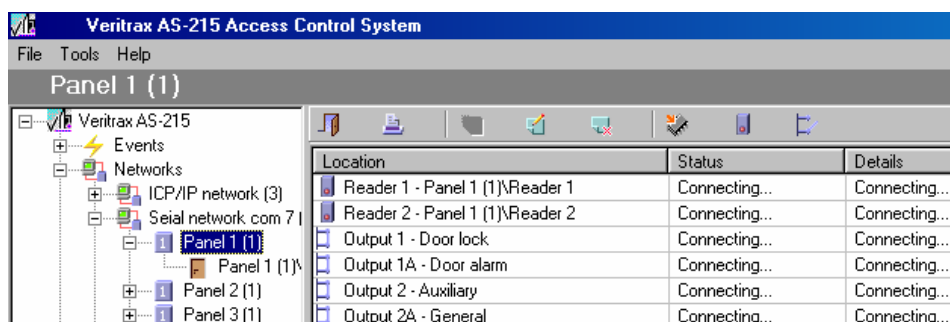 Veritrax AS-215 Access Control System
File Tools Help
Panel 1 (1)
Veritrax AS-215
Events
Networks
ICP/IP network (3)
Seial network com 7 (
1 Panel 1 (1)
Panel 1 (1)\
1 Panel 2 (1)
1 Panel 3 (1)
Location Status Details
Reader 1 - Panel 1 (1)\Reader 1 Connecting... Connecting...
Reader 2 - Panel 1 (1)\Reader 2 Connecting... Connecting...
Output 1 - Door lock Connecting... Connecting...
Output 1A - Door alarm Connecting... Connecting...
Output 2 - Auxiliary Connecting... Connecting...
Output 2A - General Connecting... Connecting...